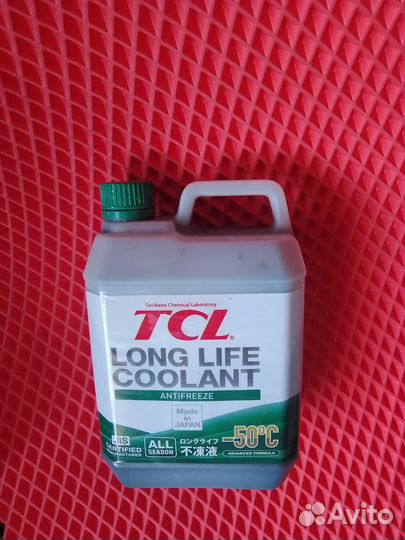 Tanikawa Chemical Laboratory
TCL
LONG LIFE
COOLANT
ANTIFREEZE
Made in
JAPAN
JIS
CERTIFIED
MANUFACTURER
ALL
SEASON
ロングライフ
不凍液
-50°C
ADVANCED FORMULA
Avito